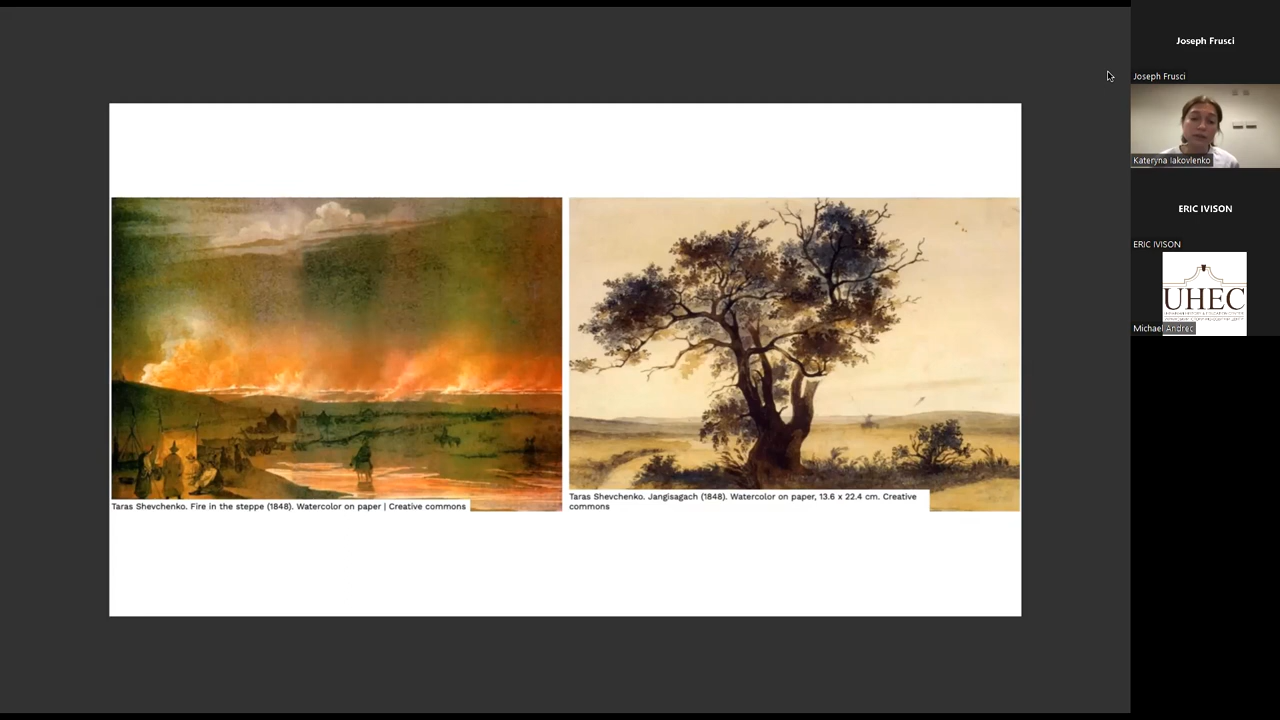 Taras Shevchenko. Fire in the steppe (1848). Watercolor on paper | Creative commons
Taras Shevchenko. Jangisagach (1848). Watercolor on paper, 13.6 x 22.4 cm. Creative
commons
Joseph Frusci
Joseph Frusci
Kateryna Iakovlenko
ERIC IVISON
ERIC IVISON
UHEC
Michael Andrec